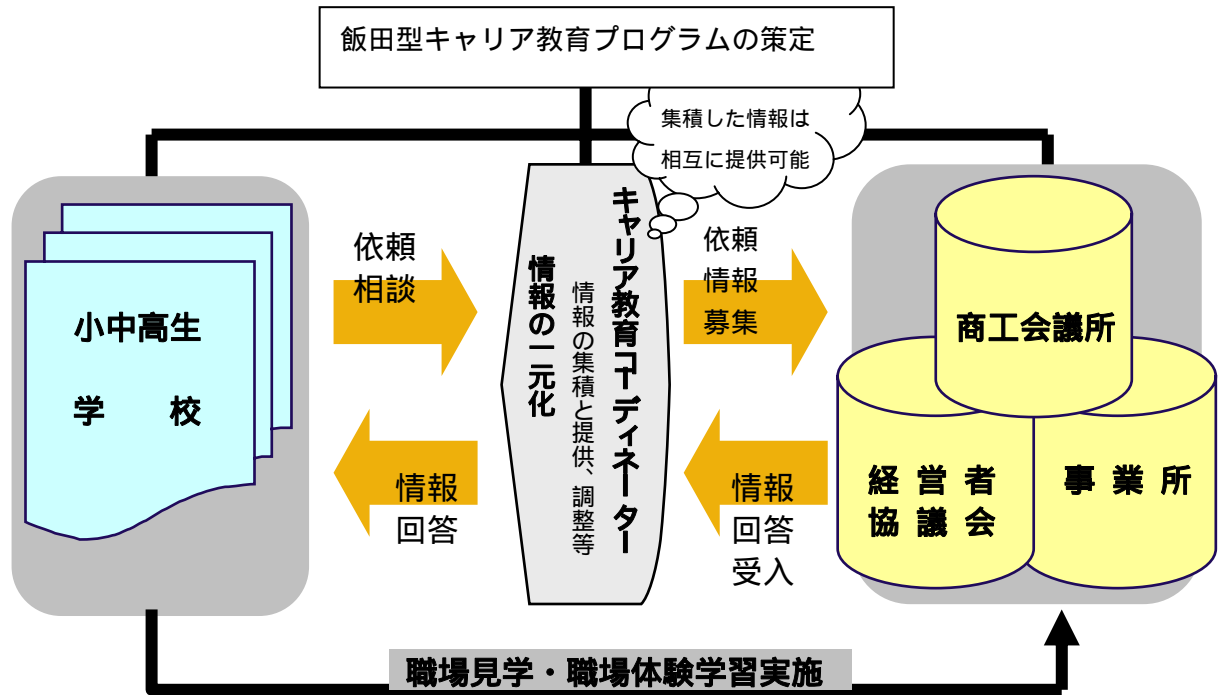 飯田型キャリア教育プログラムの策定
集積した情報は
相互に提供可能
小中高生
学　校
依頼
相談
情報
回答
キャリア教育コーディネーター
情報の集積と提供、調整等
情報の一元化
依頼
情報
募集
情報
回答
受入
商工会議所
経営者
協議会
事業所
職場見学・職場体験学習実施